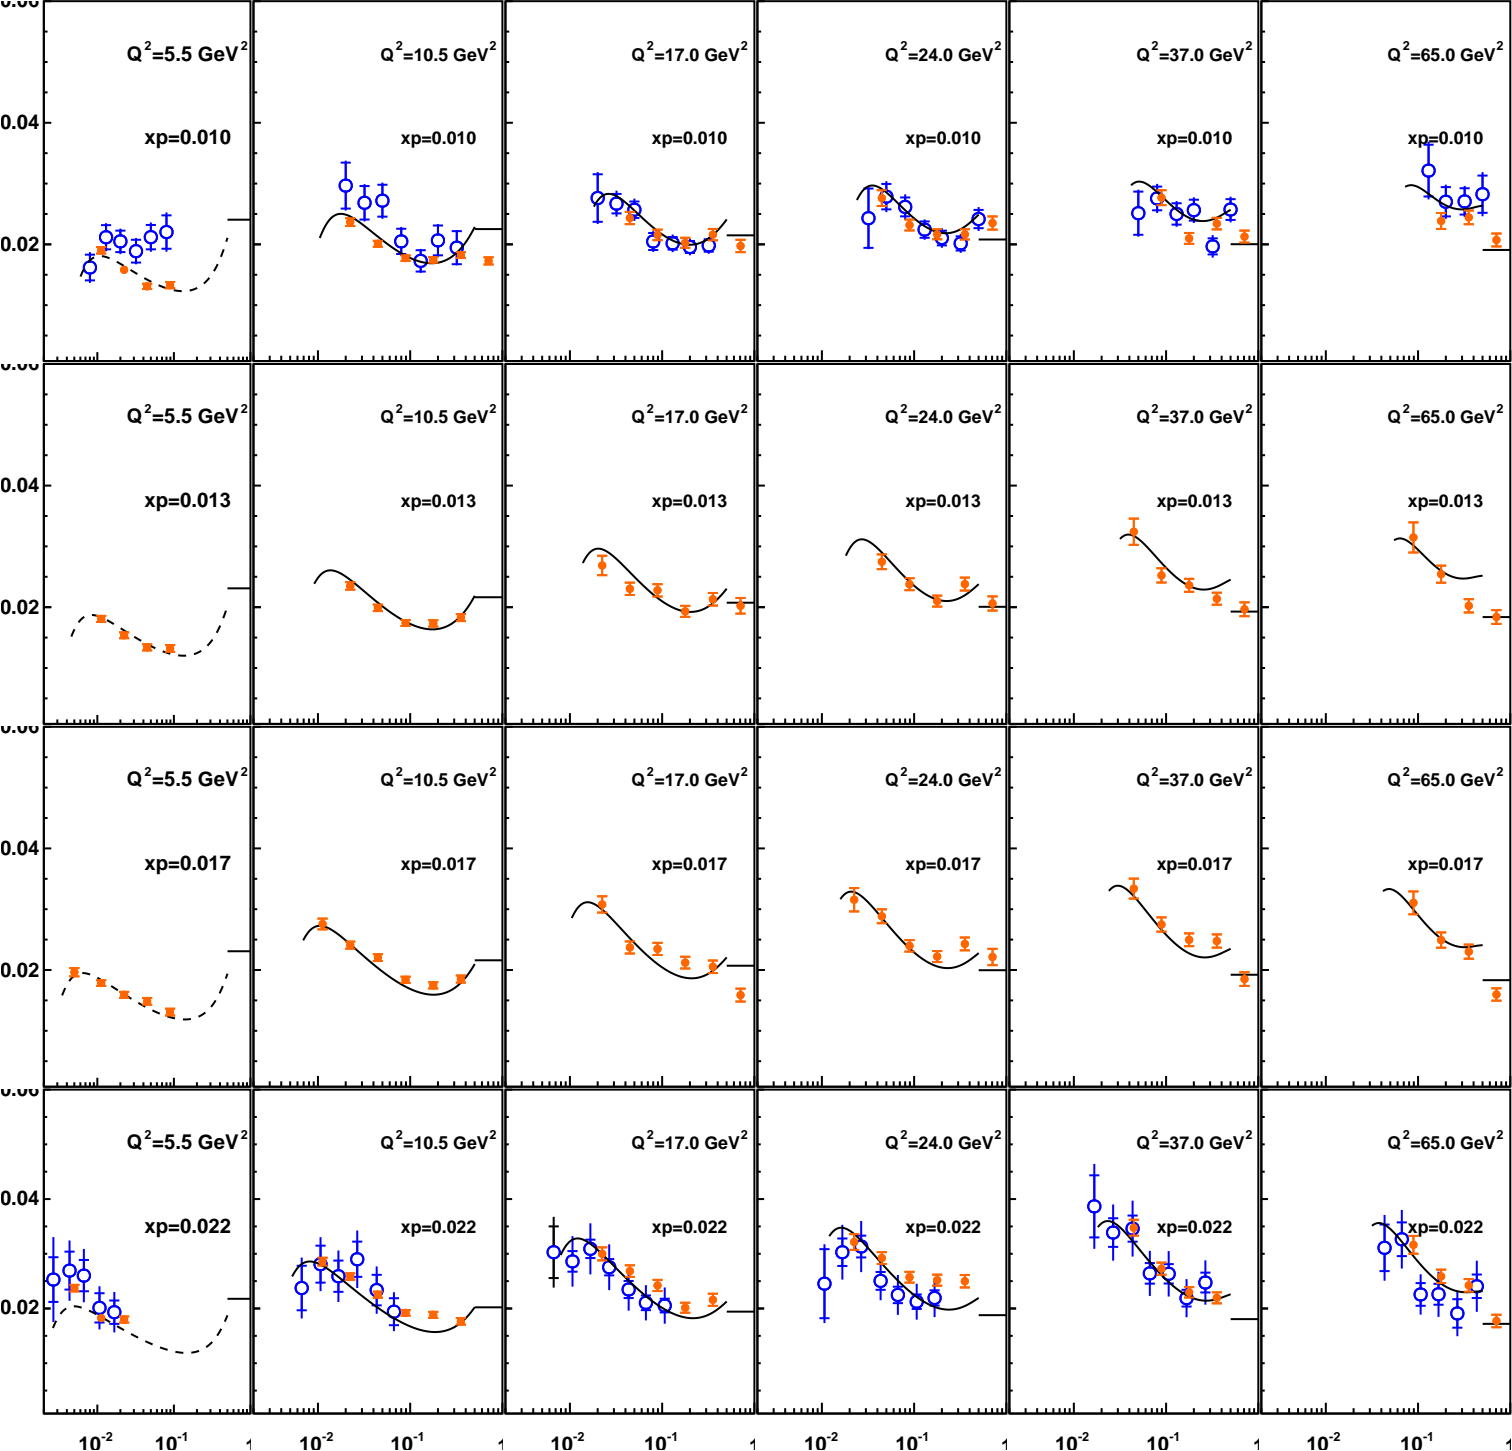 Q²=5.5 GeV² Q²=10.5 GeV² Q²=17.0 GeV² Q²=24.0 GeV² Q²=37.0 GeV² Q²=65.0 GeV²
0.04
xp=0.010 xp=0.010 xp=0.010 xp=0.010 xp=0.010 xp=0.010
0.02
Q²=5.5 GeV² Q²=10.5 GeV² Q²=17.0 GeV² Q²=24.0 GeV² Q²=37.0 GeV² Q²=65.0 GeV²
0.04
xp=0.013 xp=0.013 xp=0.013 xp=0.013 xp=0.013 xp=0.013
0.02
Q²=5.5 GeV² Q²=10.5 GeV² Q²=17.0 GeV² Q²=24.0 GeV² Q²=37.0 GeV² Q²=65.0 GeV²
0.04
xp=0.017 xp=0.017 xp=0.017 xp=0.017 xp=0.017 xp=0.017
0.02
Q²=5.5 GeV² Q²=10.5 GeV² Q²=17.0 GeV² Q²=24.0 GeV² Q²=37.0 GeV² Q²=65.0 GeV²
0.04
xp=0.022 xp=0.022 xp=0.022 xp=0.022 xp=0.022 xp=0.022
0.02
10⁻² 10⁻¹ 10⁻² 10⁻¹ 1 10⁻² 10⁻¹ 1 10⁻² 10⁻¹ 1 10⁻² 10⁻¹ 1 10⁻² 10⁻¹ 1